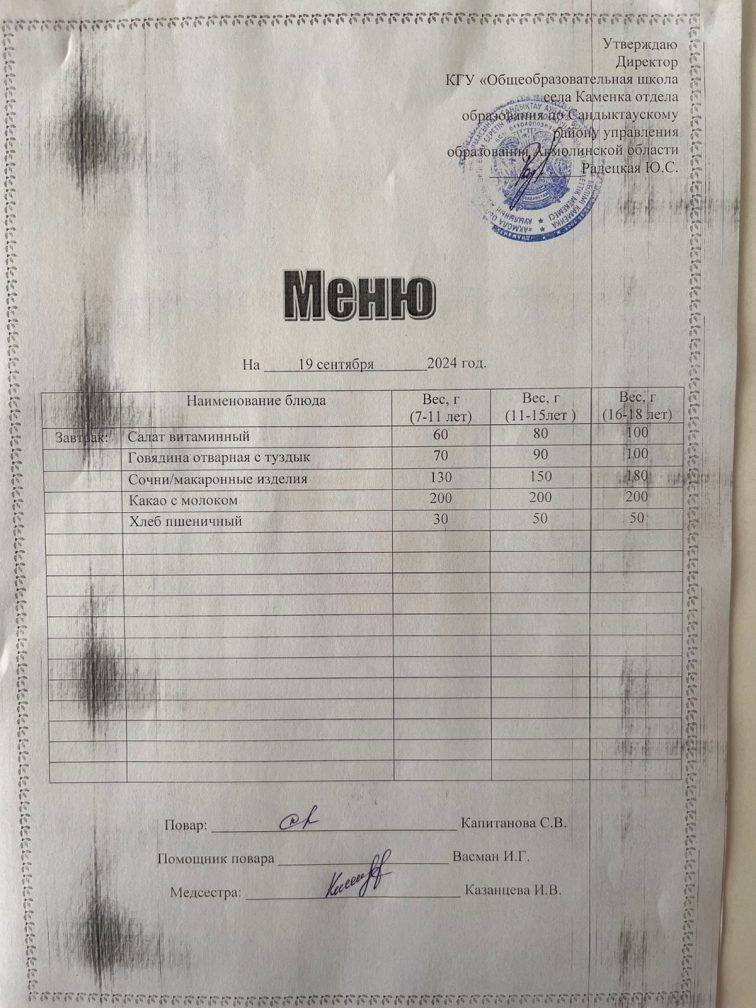 Утверждаю
Директор
КГУ «Общеобразовательная школа
села Каменка отдела
образования по Сандыктаускому
району управления
образования Акмолинской области
Радецкая Ю.С.
Меню
На 19 сентября 2024 год.
Наименование блюда Вес, г (7-11 лет) Вес, г (11-15лет ) Вес, г (16-18 лет)
Завтрак: Салат витаминный 60 80 100
Говядина отварная с туздык 70 90 100
Сочни/макаронные изделия 130 150 180
Какао с молоком 200 200 200
Хлеб пшеничный 30 50 50
Повар: Капитанова С.В.
Помощник повара Васман И.Г.
Медсестра: Казанцева И.В.